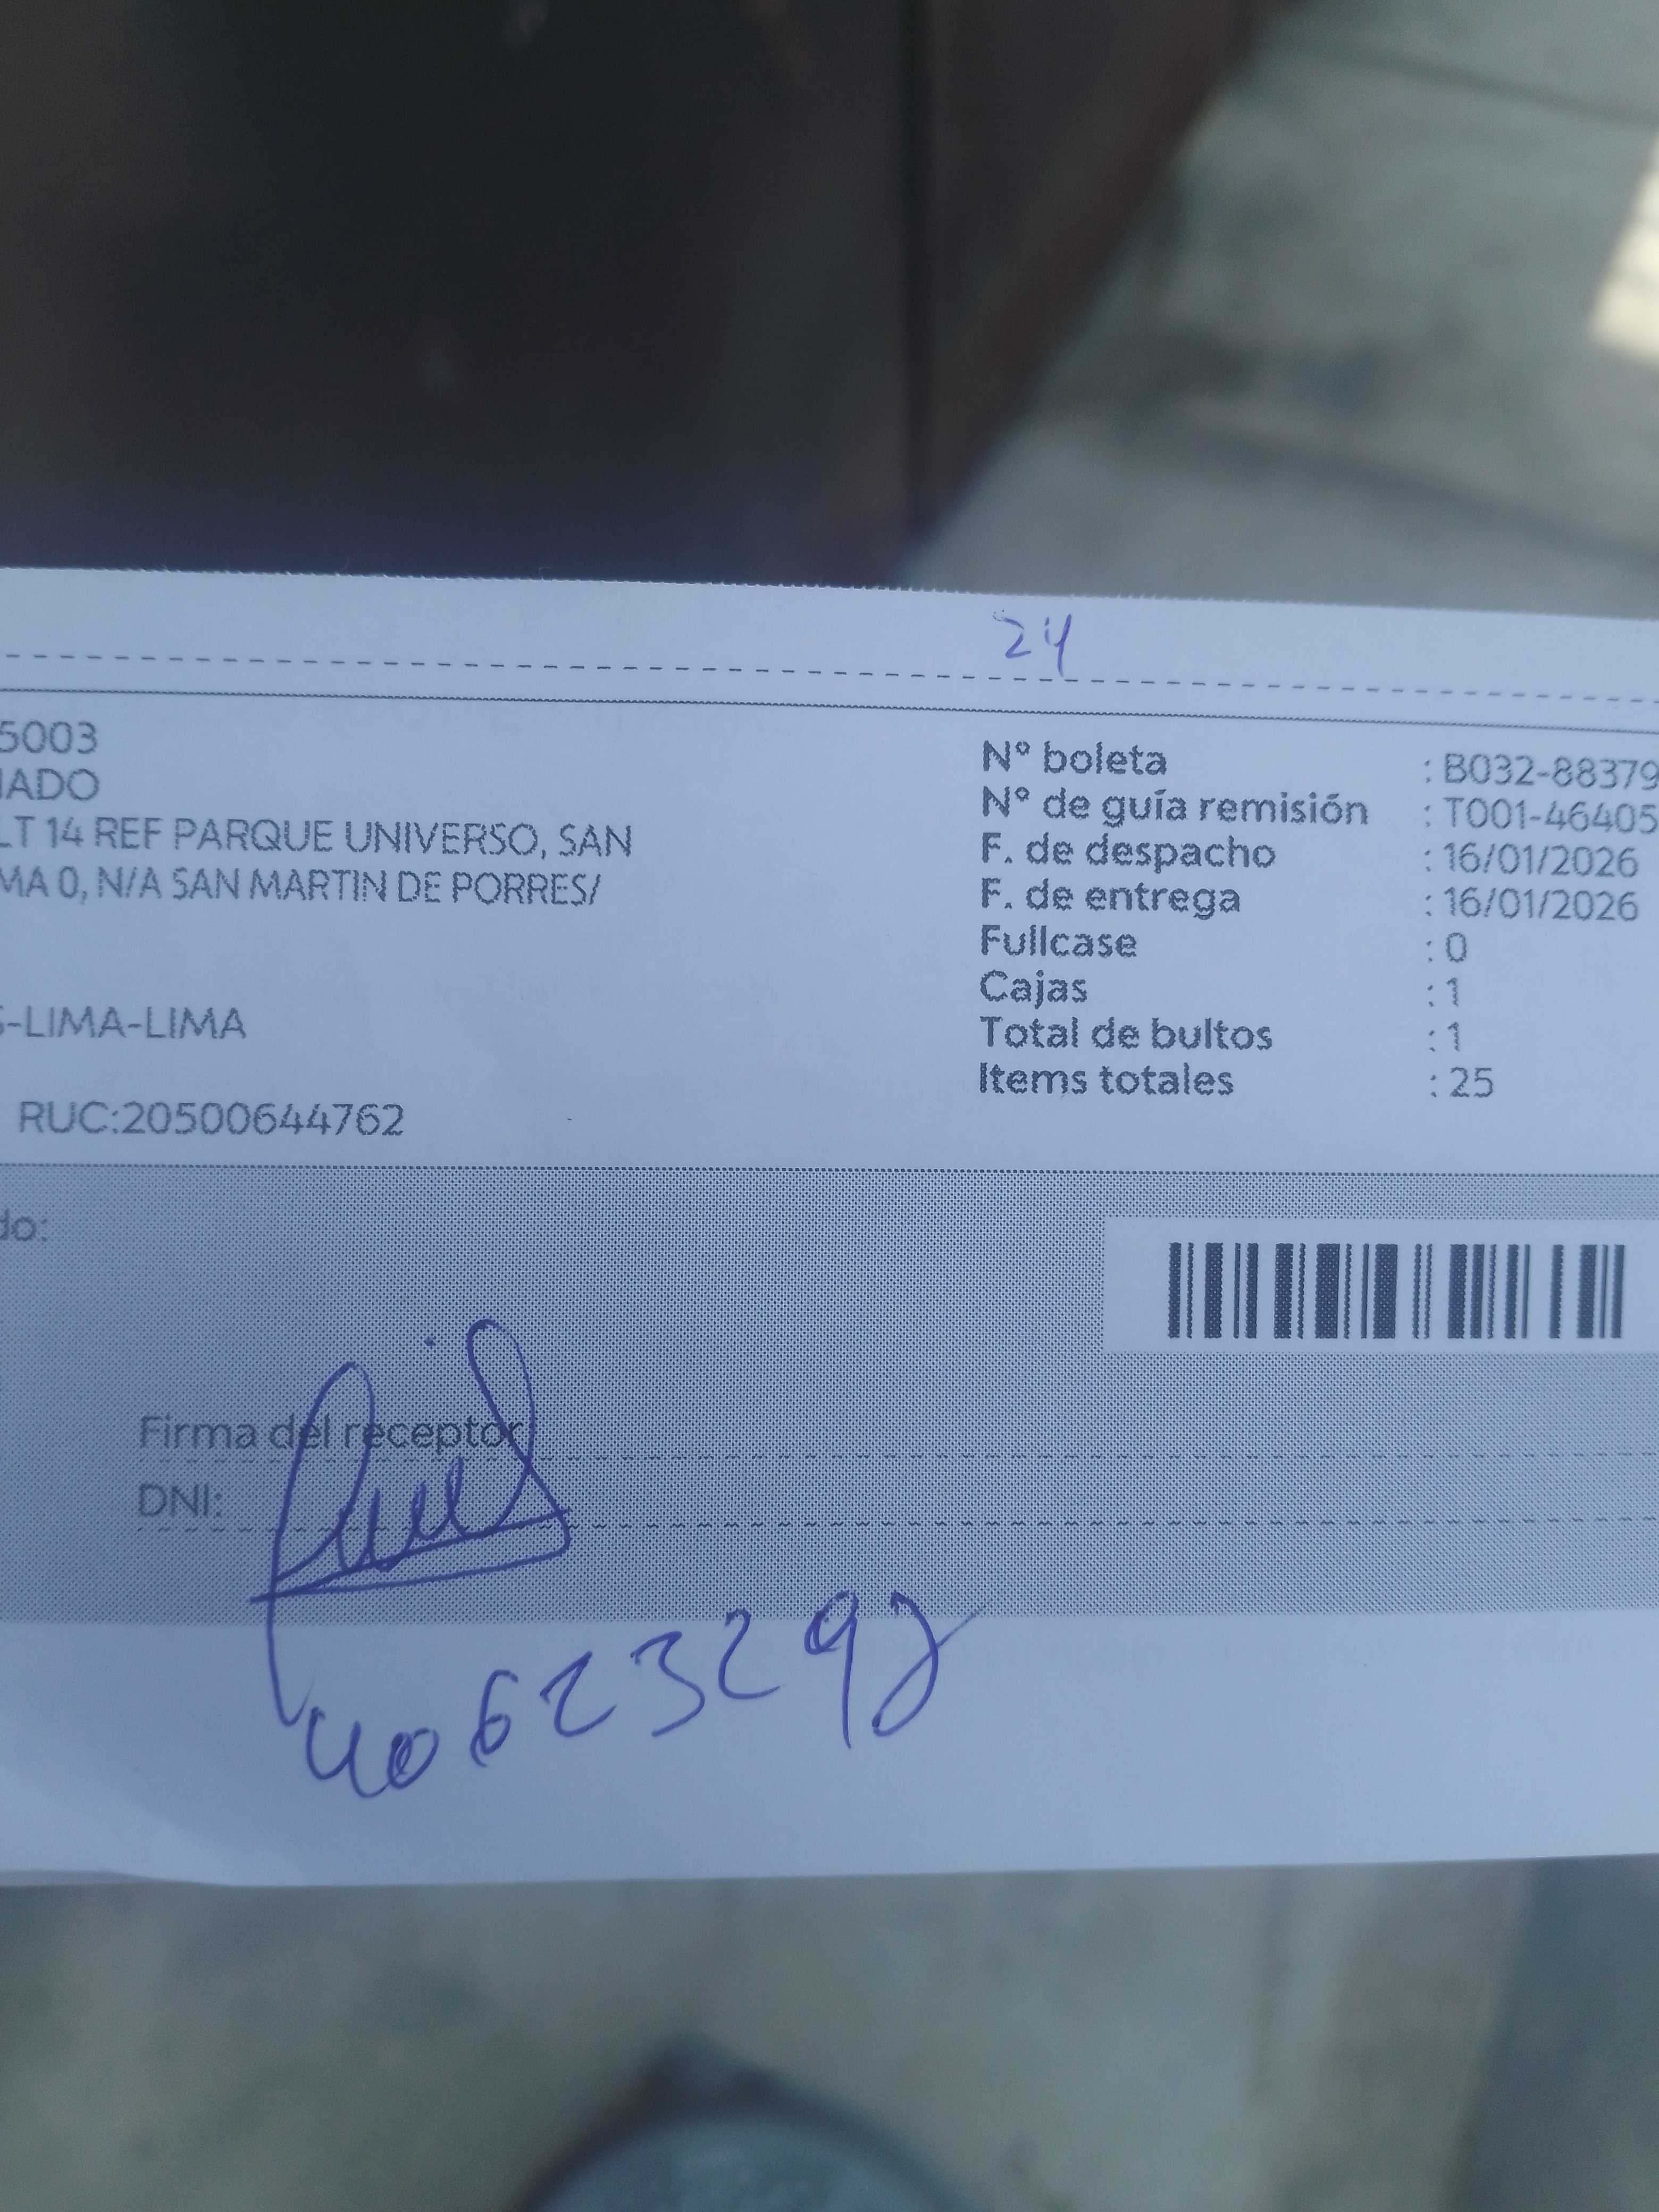 24
5003
IADO
LT 14 REF PARQUE UNIVERSO, SAN
MA 0, N/A SAN MARTIN DE PORRES/
S-LIMA-LIMA
RUC:20500644762
Nº boleta : B032-88379
Nº de guía remisión : T001-46405
F. de despacho : 16/01/2026
F. de entrega : 16/01/2026
Fullcase : 0
Cajas : 1
Total de bultos : 1
Items totales : 25
do:
Firma del receptor
DNI: